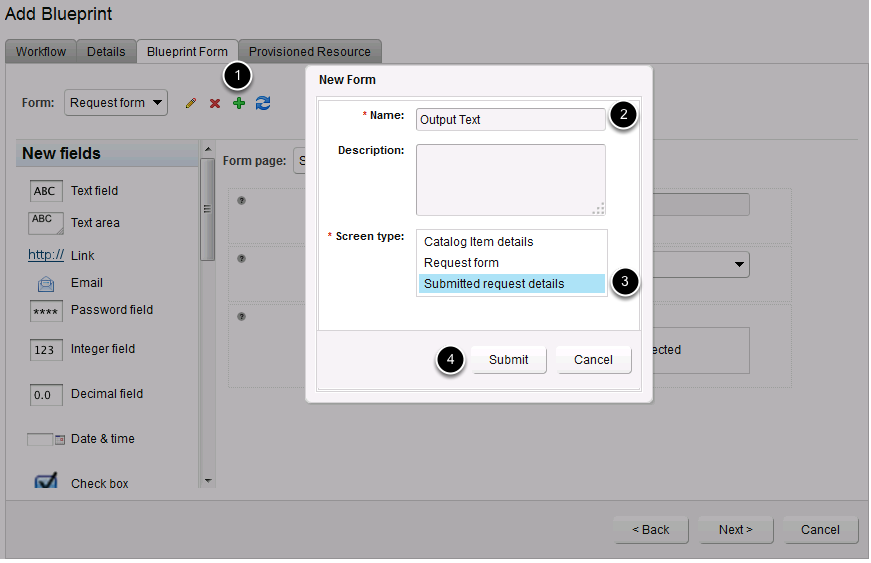 Add Blueprint
Workflow Details Blueprint Form Provisioned Resource
1
New Form
Form: Request form
* Name: Output Text 2
Description:
New fields
Form page: S
ABC Text field
ABC Text area
http:// Link
Email
**** Password field
123 Integer field
0.0 Decimal field
Date & time
Check box
* Screen type: Catalog Item details
Request form
Submitted request details 3
ected
4 Submit Cancel
< Back Next > Cancel